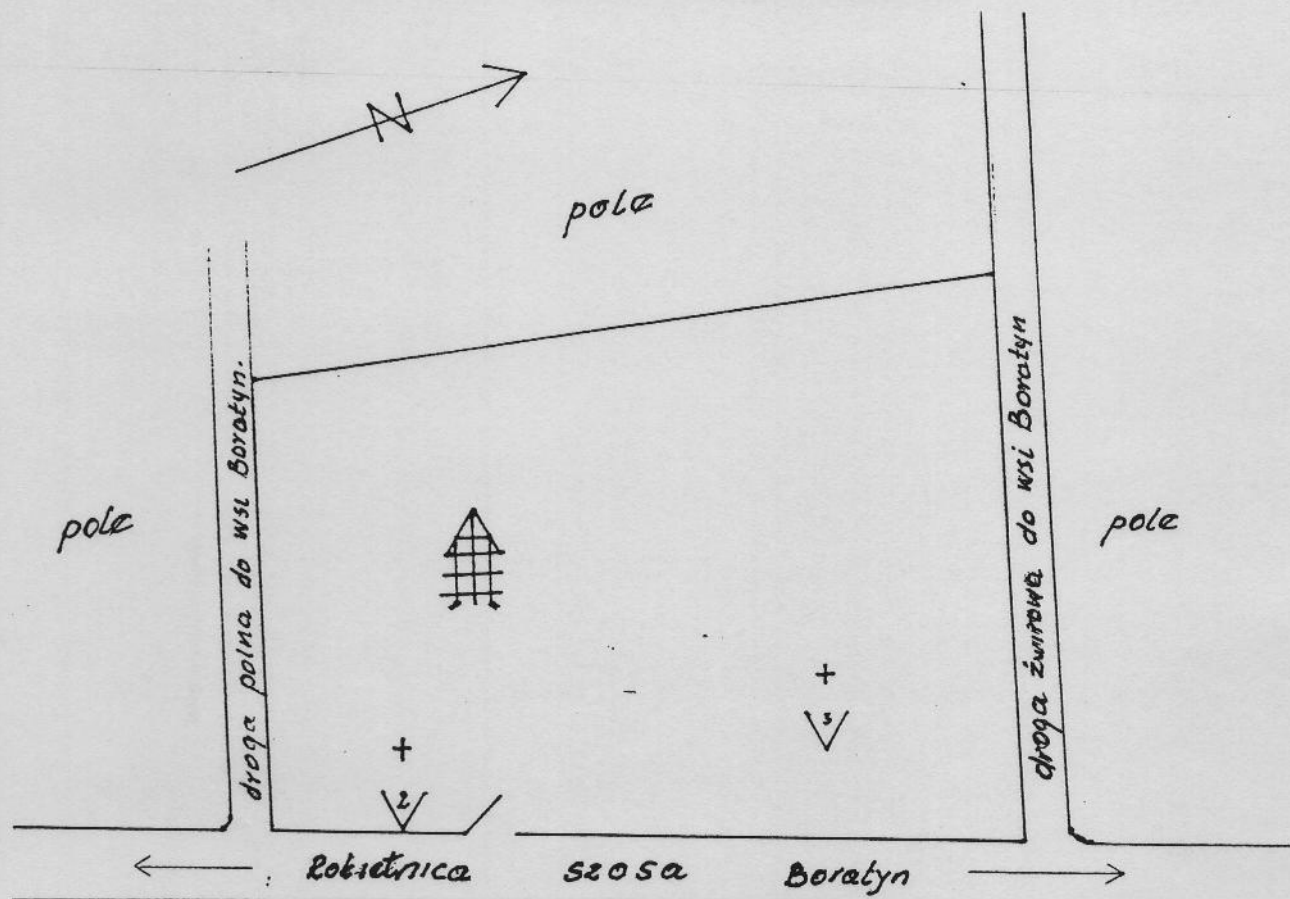 N
pole
droga polna do wsi Boratyn.
droga żwirowa do wsi Boratyn
pole
pole
3
2
Rokietnica szosa Boratyn